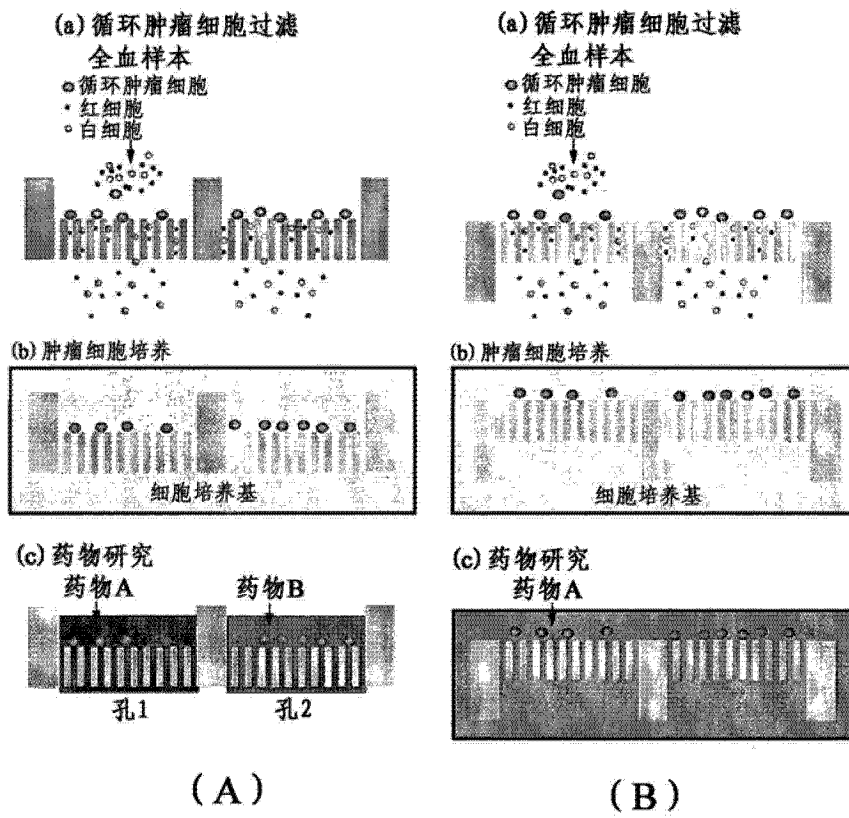 (a) 循环肿瘤细胞过滤
全血样本
循环肿瘤细胞
红细胞
白细胞
(b) 肿瘤细胞培养
细胞培养基
(c) 药物研究
药物A
药物B
孔1
孔2
(A)
(a) 循环肿瘤细胞过滤
全血样本
循环肿瘤细胞
红细胞
白细胞
(b) 肿瘤细胞培养
细胞培养基
(c) 药物研究
药物A
(B)